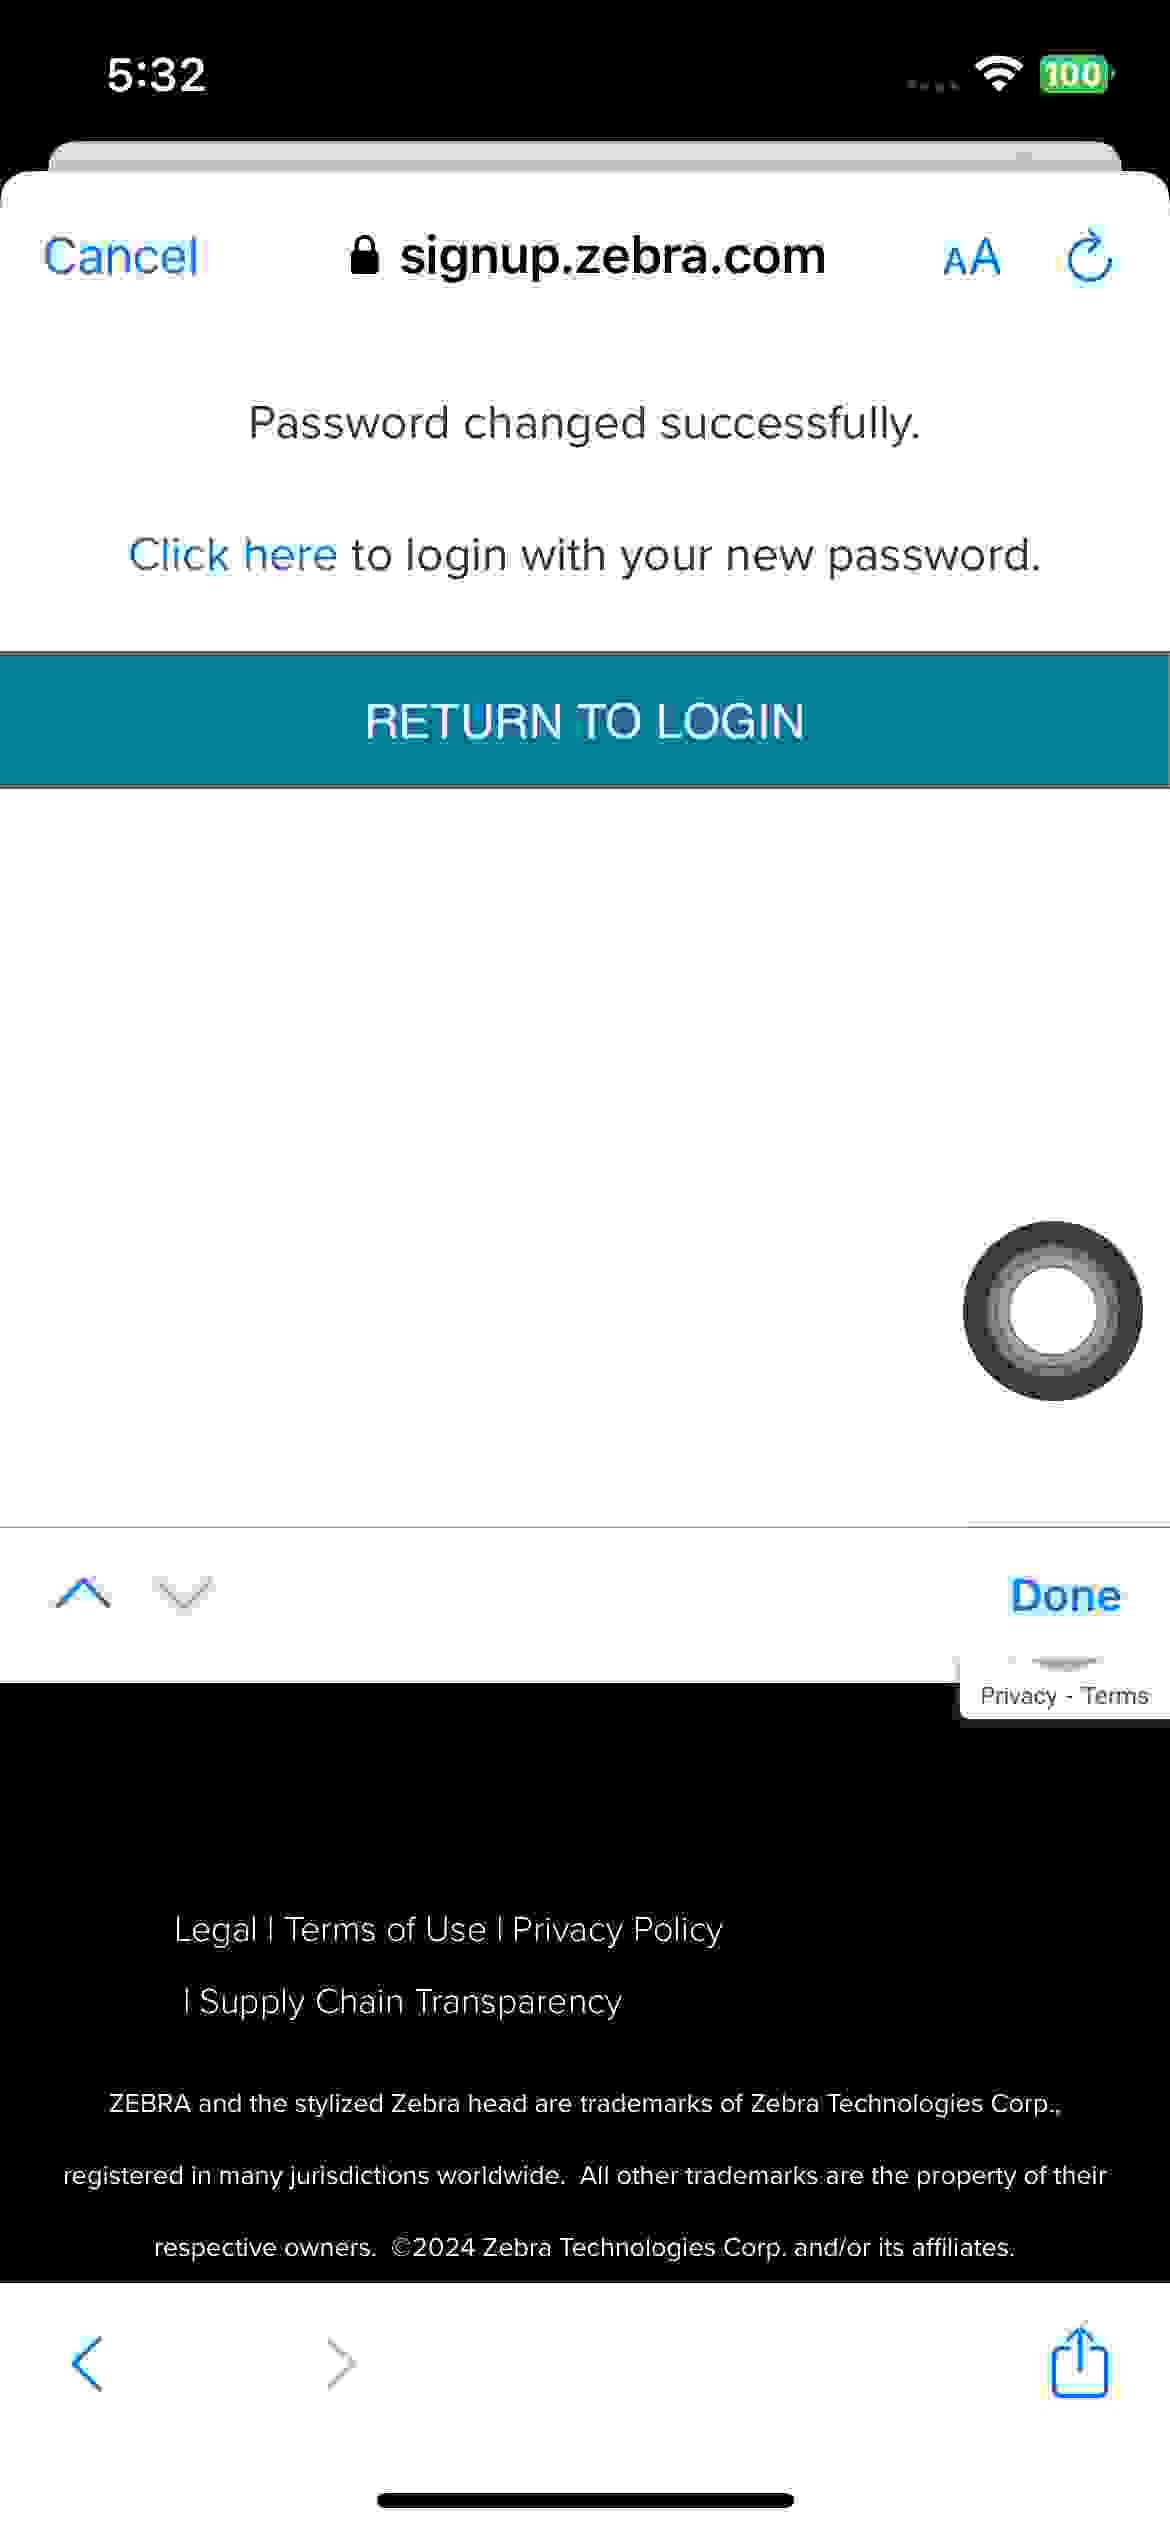 5:32
100
Cancel
signup.zebra.com
AA
Password changed successfully.
Click here to login with your new password.
RETURN TO LOGIN
Done
Privacy - Terms
Legal | Terms of Use | Privacy Policy
| Supply Chain Transparency
ZEBRA and the stylized Zebra head are trademarks of Zebra Technologies Corp.,
registered in many jurisdictions worldwide. All other trademarks are the property of their
respective owners. ©2024 Zebra Technologies Corp. and/or its affiliates.